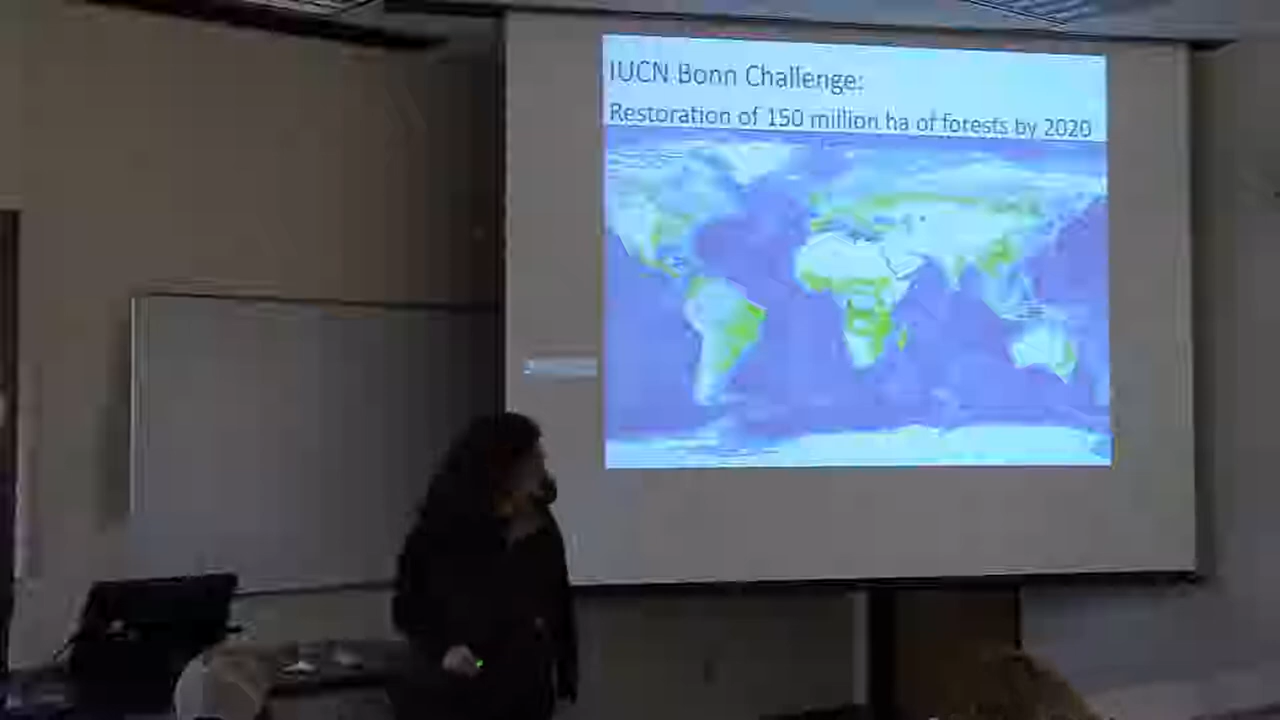 IUCN Bonn Challenge:
Restoration of 150 million ha of forests by 2020